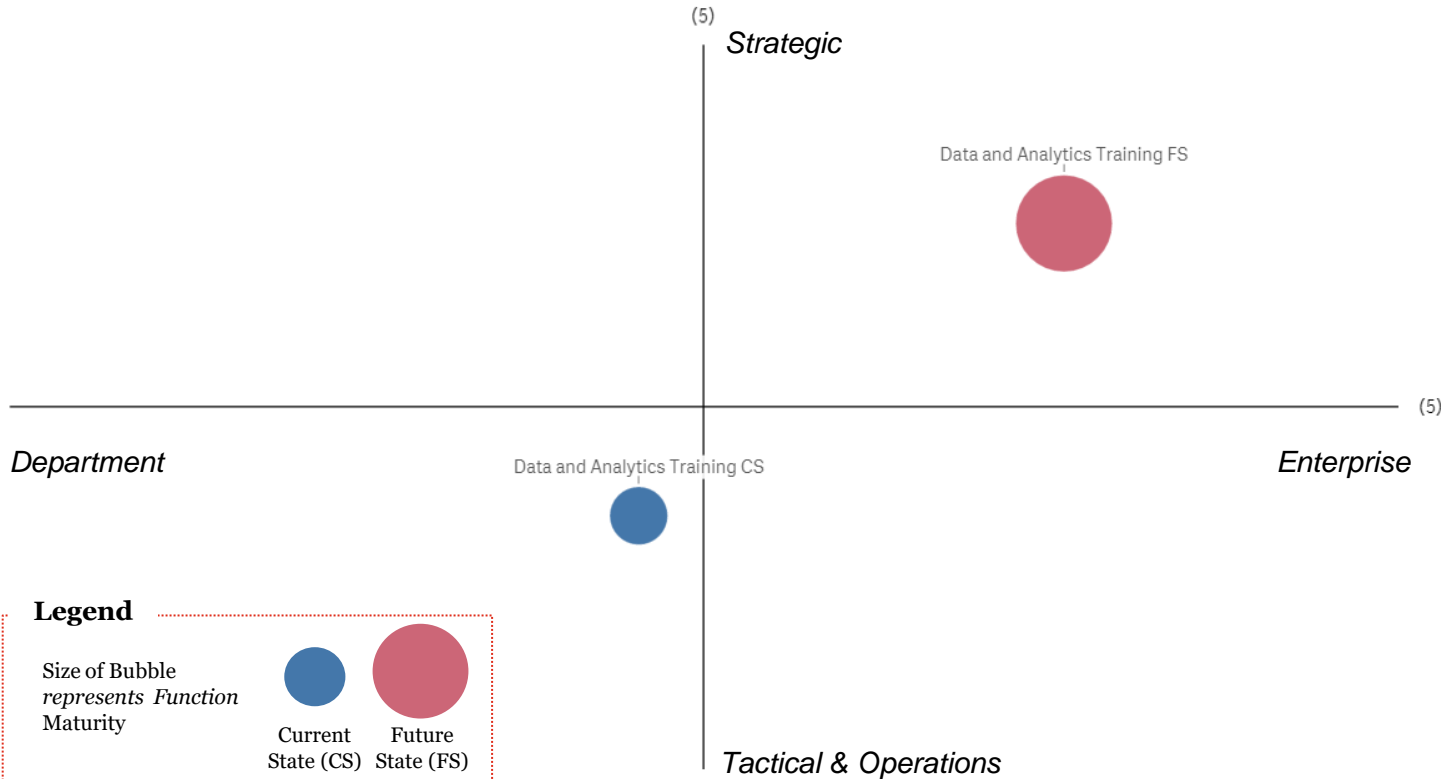 (5)
Strategic
Data and Analytics Training FS
(5)
Department
Enterprise
Data and Analytics Training CS
Legend
Size of Bubble
represents Function
Maturity
Current
State (CS)
Future
State (FS)
Tactical & Operations